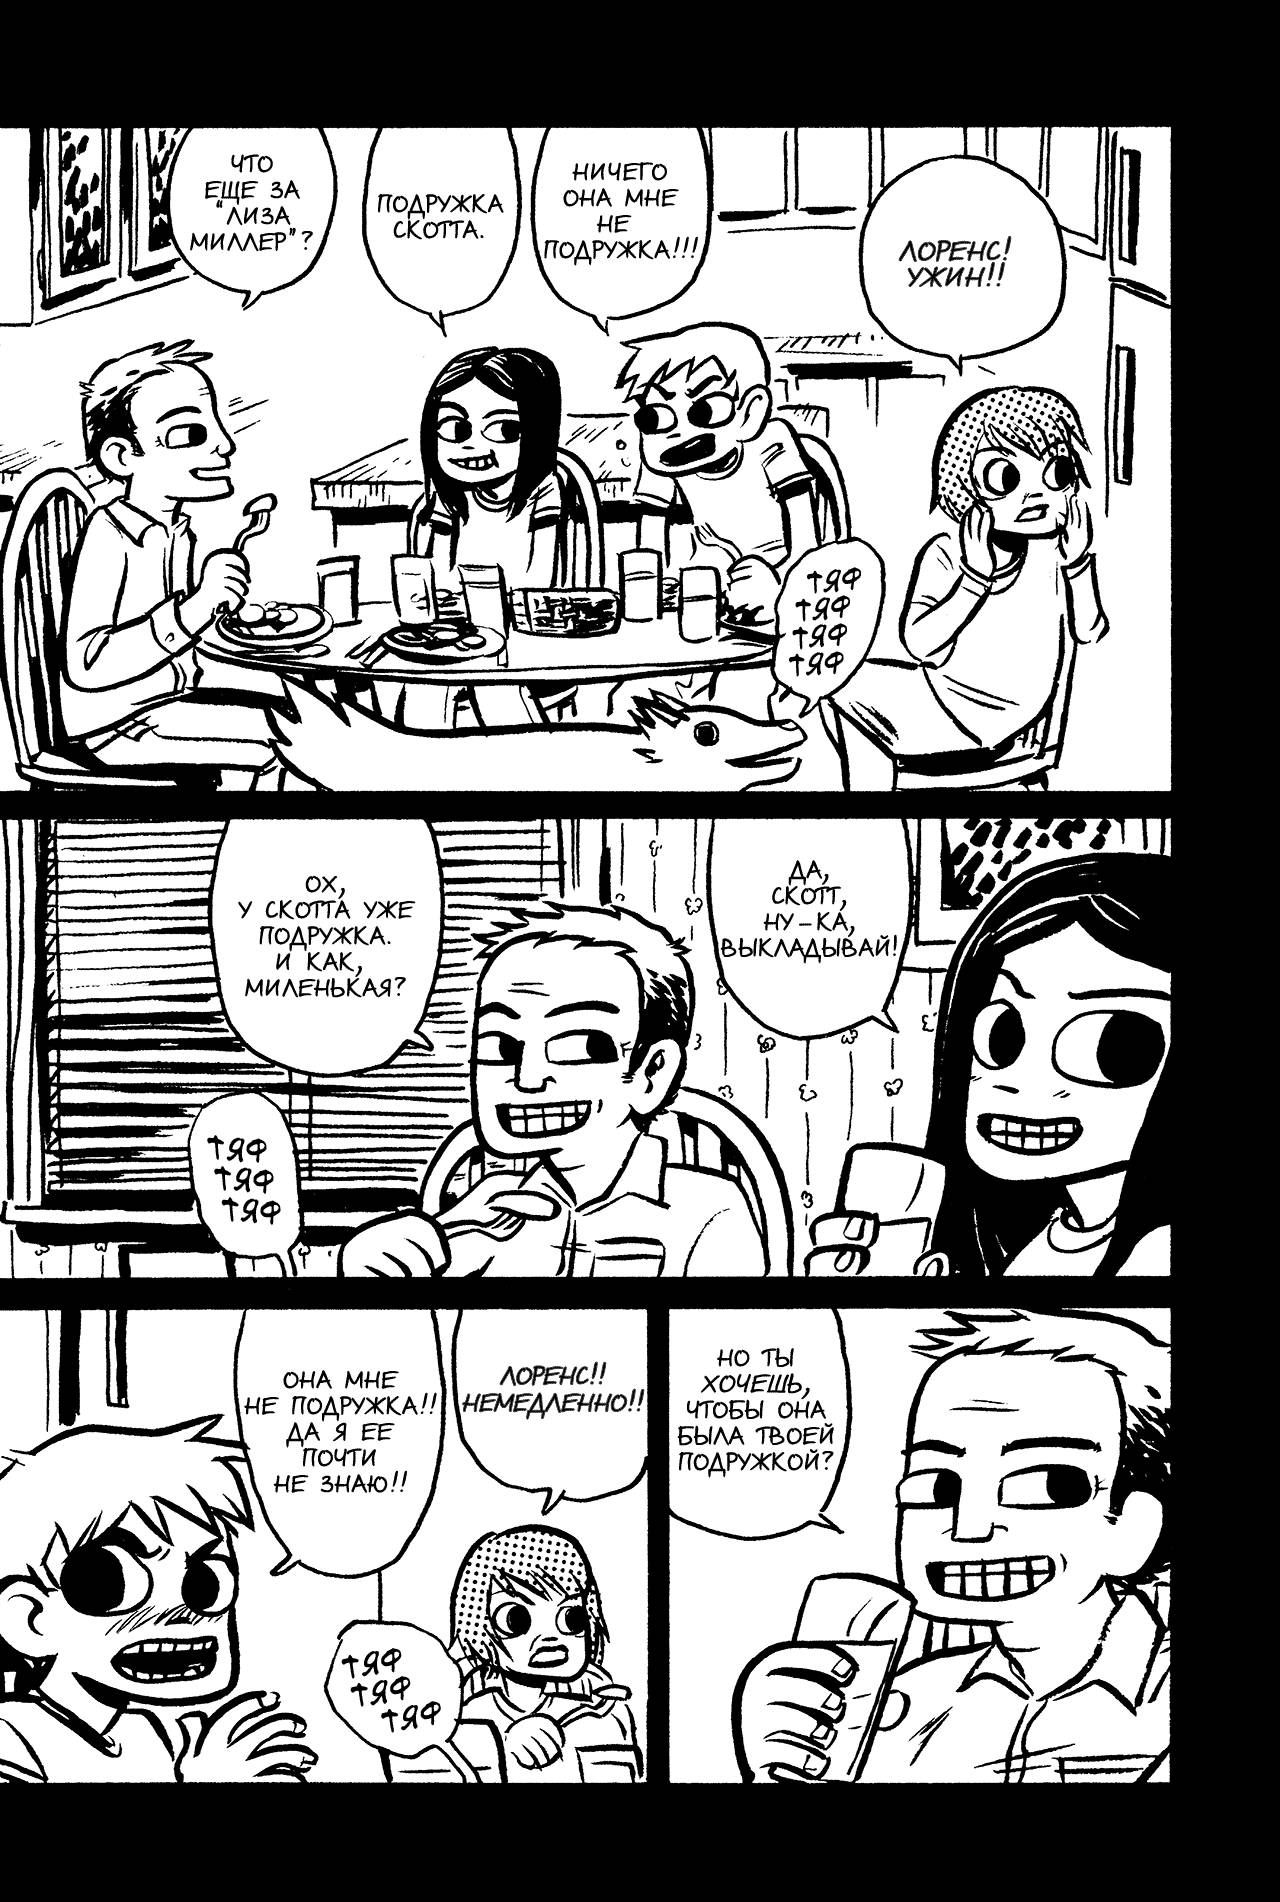 ЧТО
ЕЩЕ ЗА
"ЛИЗА
МИЛЛЕР"?
ПОДРУЖКА
СКОТТА.
НИЧЕГО
ОНА МНЕ
НЕ
ПОДРУЖКА!!!
ЛОРЕНС!
УЖИН!!
тЯФ
тЯФ
тЯФ
тЯФ
ОХ,
У СКОТТА УЖЕ
ПОДРУЖКА.
И КАК,
МИЛЕНЬКАЯ?
ДА,
СКОТТ,
НУ-КА,
ВЫКЛАДЫВАЙ!
тЯФ
тЯФ
тЯФ
ОНА МНЕ
НЕ ПОДРУЖКА!!
ДА Я ЕЕ
ПОЧТИ
НЕ ЗНАЮ!!
ЛОРЕНС!!
НЕМЕДЛЕННО!!
тЯФ
тЯФ
тЯФ
НО ТЫ
ХОЧЕШЬ,
ЧТОБЫ ОНА
БЫЛА ТВОЕЙ
ПОДРУЖКОЙ?